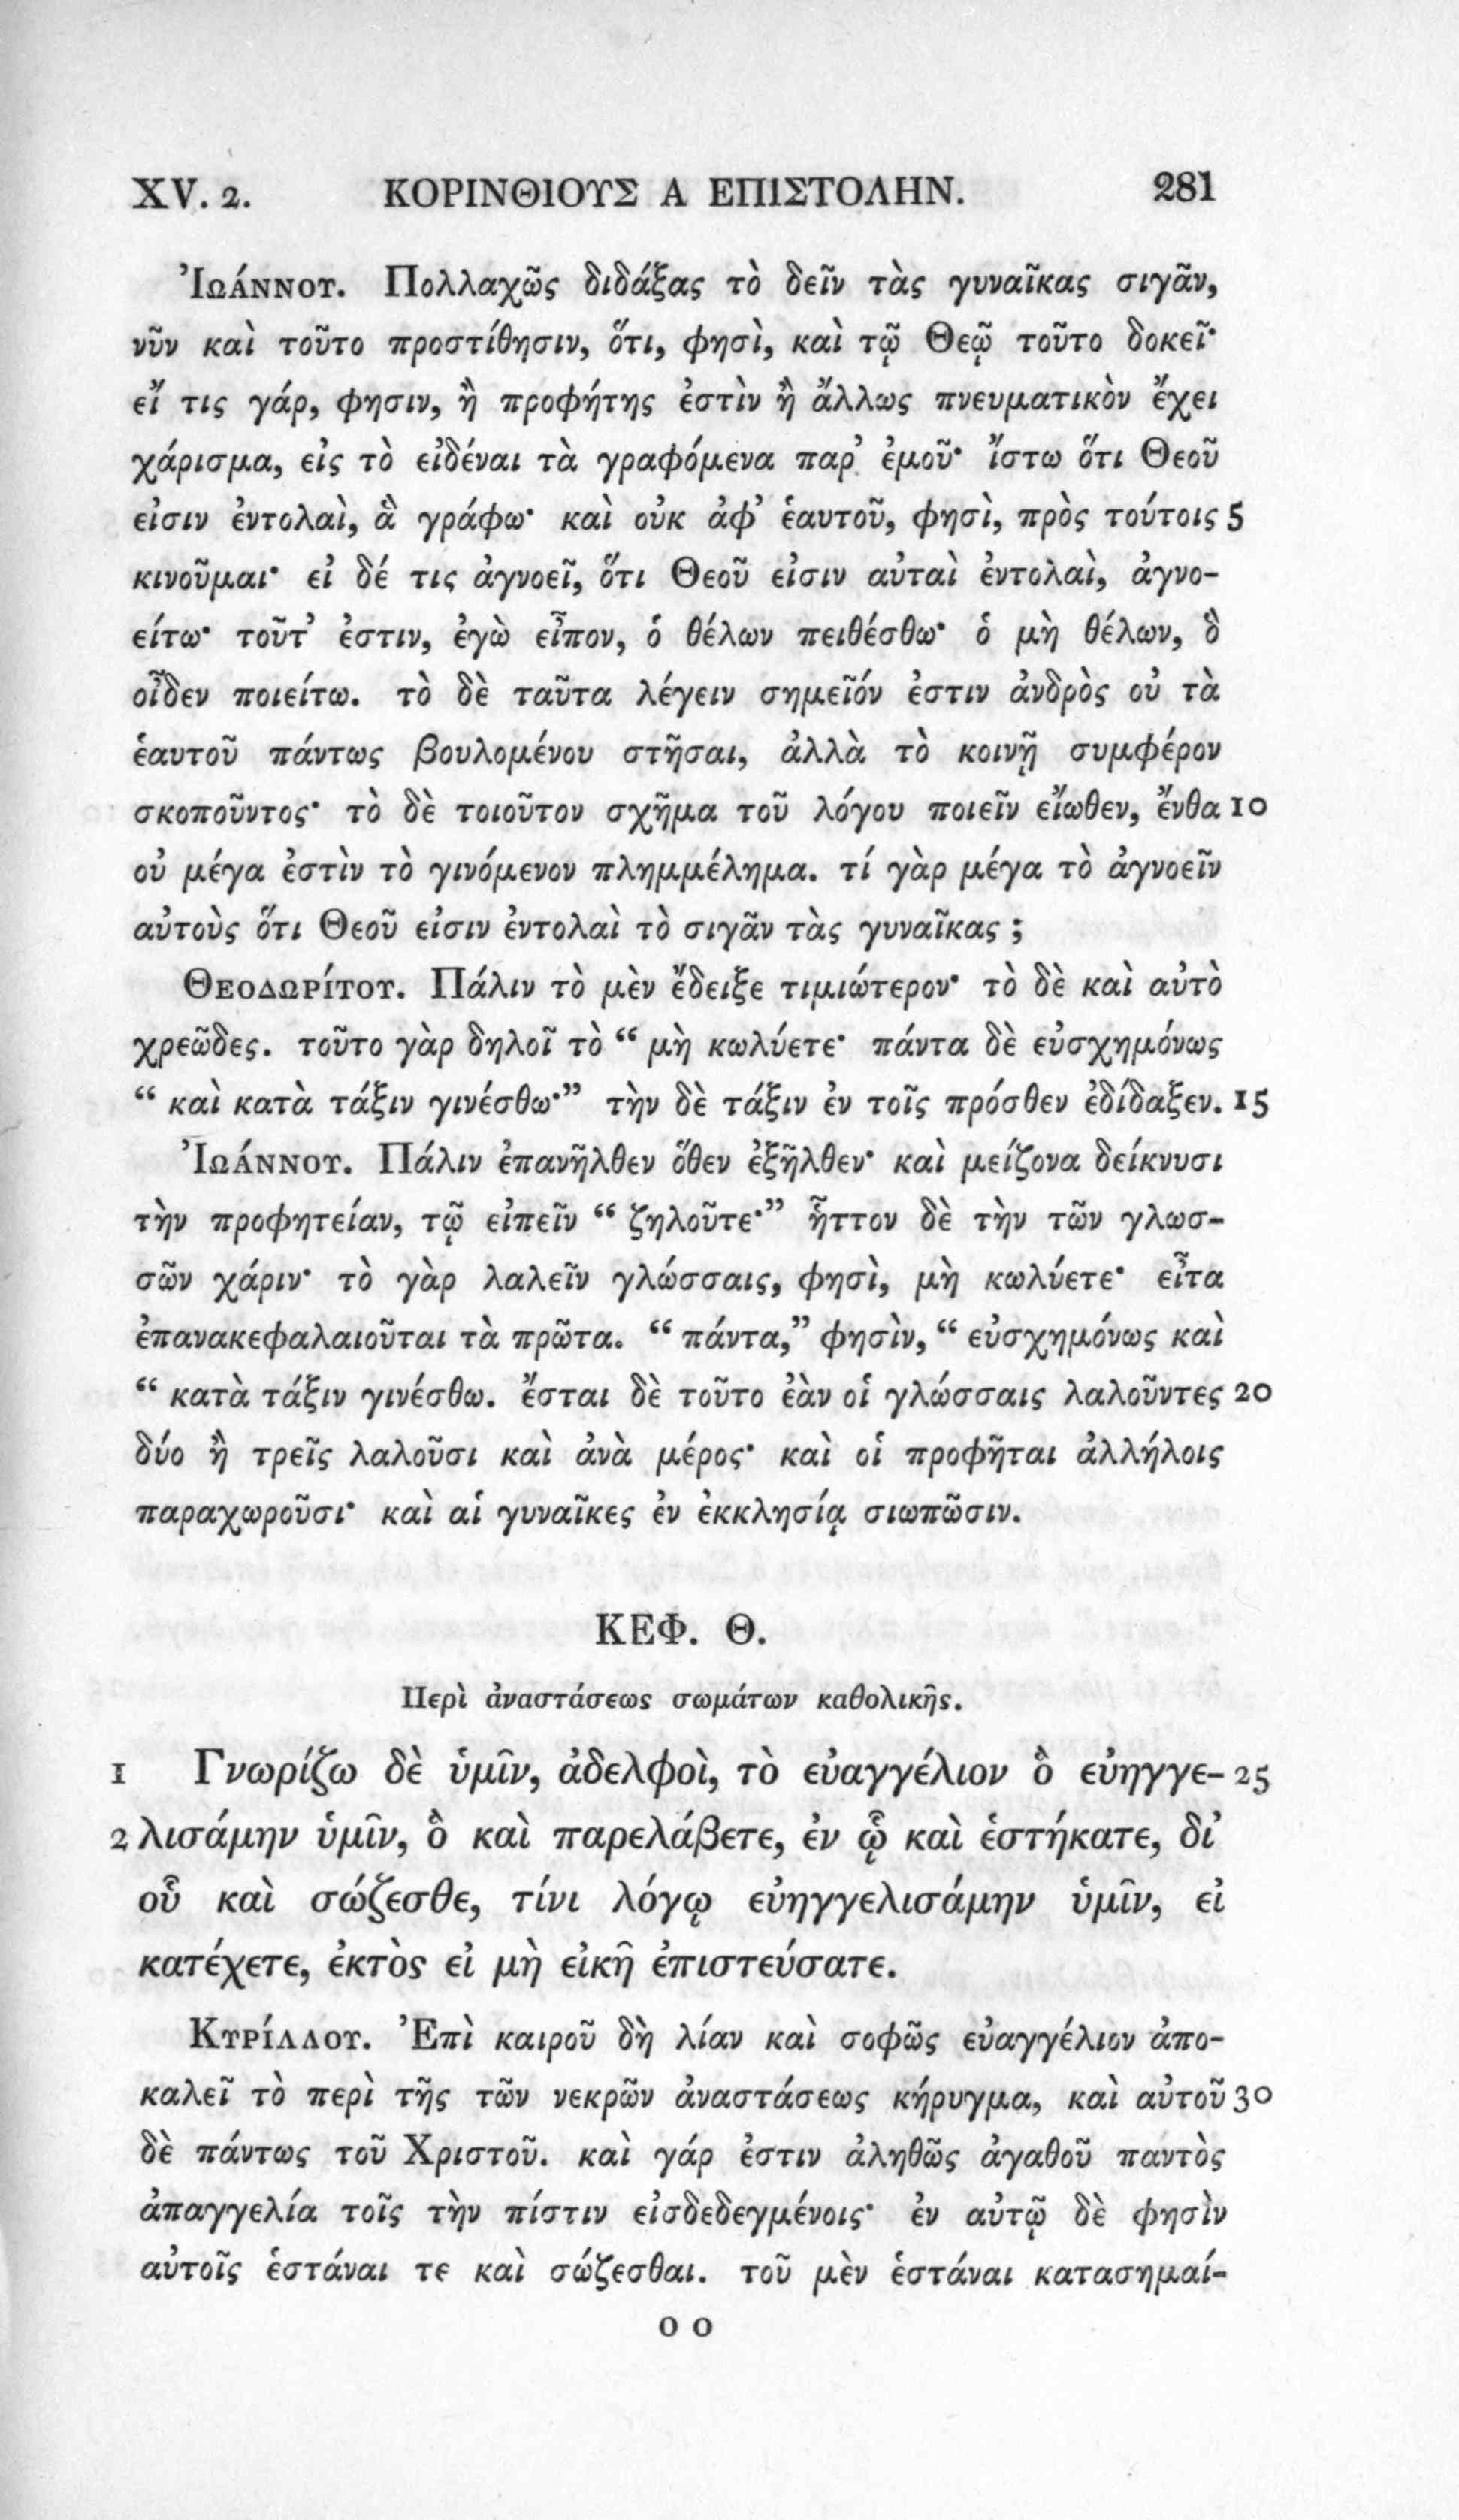 XV. 2. ΚΟΡΙΝΘΙΟΥΣ Α ΕΠΙΣΤΟΛΗΝ. 281
Ἰωάννου. Πολλαχῶς διδάξας τὸ δεῖν τὰς γυναῖκας σιγᾶν,
νῦν καὶ τοῦτο προστίθησιν, ὅτι, φησὶ, καὶ τῷ Θεῷ τοῦτο δοκεῖ·
εἴ τις γάρ, φησιν, ἢ προφήτης ἐστὶν ἢ ἄλλως πνευματικὸν ἔχει
χάρισμα, εἰς τὸ εἰδέναι τὰ γραφόμενα παρ’ ἐμοῦ· ἴστω ὅτι Θεοῦ
εἰσιν ἐντολαὶ, ἃ γράφω· καὶ οὐκ ἀφ’ ἑαυτοῦ, φησὶ, πρὸς τούτοις 5
κινοῦμαι· εἰ δέ τις ἀγνοεῖ, ὅτι Θεοῦ εἰσιν αὐταὶ ἐντολαὶ, ἀγνο-
είτω· τοῦτ’ ἐστιν, ἐγὼ εἶπον, ὁ θέλων πειθέσθω· ὁ μὴ θέλων, ὃ
οἶδεν ποιείτω. τὸ δὲ ταῦτα λέγειν σημεῖόν ἐστιν ἀνδρὸς οὐ τὰ
ἑαυτοῦ πάντως βουλομένου στῆσαι, ἀλλὰ τὸ κοινῇ συμφέρον
σκοποῦντος· τὸ δὲ τοιοῦτον σχῆμα τοῦ λόγου ποιεῖν εἴωθεν, ἔνθα 10
οὐ μέγα ἐστὶν τὸ γινόμενον πλημμέλημα. τί γὰρ μέγα τὸ ἀγνοεῖν
αὐτοὺς ὅτι Θεοῦ εἰσιν ἐντολαὶ τὸ σιγᾶν τὰς γυναῖκας ;
Θεοδωρίτου. Πάλιν τὸ μὲν ἔδειξε τιμιώτερον· τὸ δὲ καὶ αὐτὸ
χρεῶδες. τοῦτο γὰρ δηλοῖ τὸ “ μὴ κωλύετε· πάντα δὲ εὐσχημόνως
“ καὶ κατὰ τάξιν γινέσθω·” τὴν δὲ τάξιν ἐν τοῖς πρόσθεν ἐδίδαξεν. 15
Ἰωάννου. Πάλιν ἐπανῆλθεν ὅθεν ἐξῆλθεν· καὶ μείζονα δείκνυσι
τὴν προφητείαν, τῷ εἰπεῖν “ ζηλοῦτε·” ἧττον δὲ τὴν τῶν γλωσ-
σῶν χάριν· τὸ γὰρ λαλεῖν γλώσσαις, φησὶ, μὴ κωλύετε· εἶτα
ἐπανακεφαλαιοῦται τὰ πρῶτα. “ πάντα,” φησὶν, “ εὐσχημόνως καὶ
“ κατὰ τάξιν γινέσθω. ἔσται δὲ τοῦτο ἐὰν οἱ γλώσσαις λαλοῦντες 20
δύο ἢ τρεῖς λαλοῦσι καὶ ἀνὰ μέρος· καὶ οἱ προφῆται ἀλλήλοις
παραχωροῦσι· καὶ αἱ γυναῖκες ἐν ἐκκλησίᾳ σιωπῶσιν.
ΚΕΦ. Θ.
Περὶ ἀναστάσεως σωμάτων καθολικῆς.
1 Γνωρίζω δὲ ὑμῖν, ἀδελφοὶ, τὸ εὐαγγέλιον ὃ εὐηγγε- 25
2 λισάμην ὑμῖν, ὃ καὶ παρελάβετε, ἐν ᾧ καὶ ἑστήκατε, δι’
οὗ καὶ σώζεσθε, τίνι λόγῳ εὐηγγελισάμην ὑμῖν, εἰ
κατέχετε, ἐκτὸς εἰ μὴ εἰκῆ ἐπιστεύσατε.
Κυρίλλου. Ἐπὶ καιροῦ δὴ λίαν καὶ σοφῶς εὐαγγέλιον ἀπο-
καλεῖ τὸ περὶ τῆς τῶν νεκρῶν ἀναστάσεως κήρυγμα, καὶ αὐτοῦ 30
δὲ πάντως τοῦ Χριστοῦ. καὶ γάρ ἐστιν ἀληθῶς ἀγαθοῦ παντὸς
ἀπαγγελία τοῖς τὴν πίστιν εἰσδεδεγμένοις· ἐν αὐτῷ δὲ φησὶν
αὐτοῖς ἑστάναι τε καὶ σώζεσθαι. τοῦ μὲν ἑστάναι κατασημαί-
O O